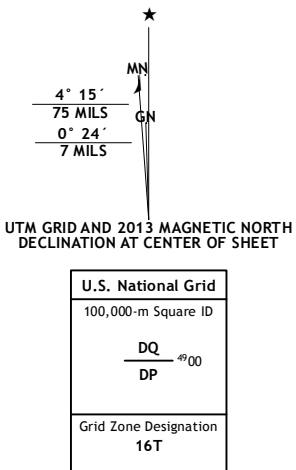 ★
MN
4° 15´
75 MILS
GN
0° 24´
7 MILS
UTM GRID AND 2013 MAGNETIC NORTH
DECLINATION AT CENTER OF SHEET
U.S. National Grid
100,000-m Square ID
DQ
4900
DP
Grid Zone Designation
16T